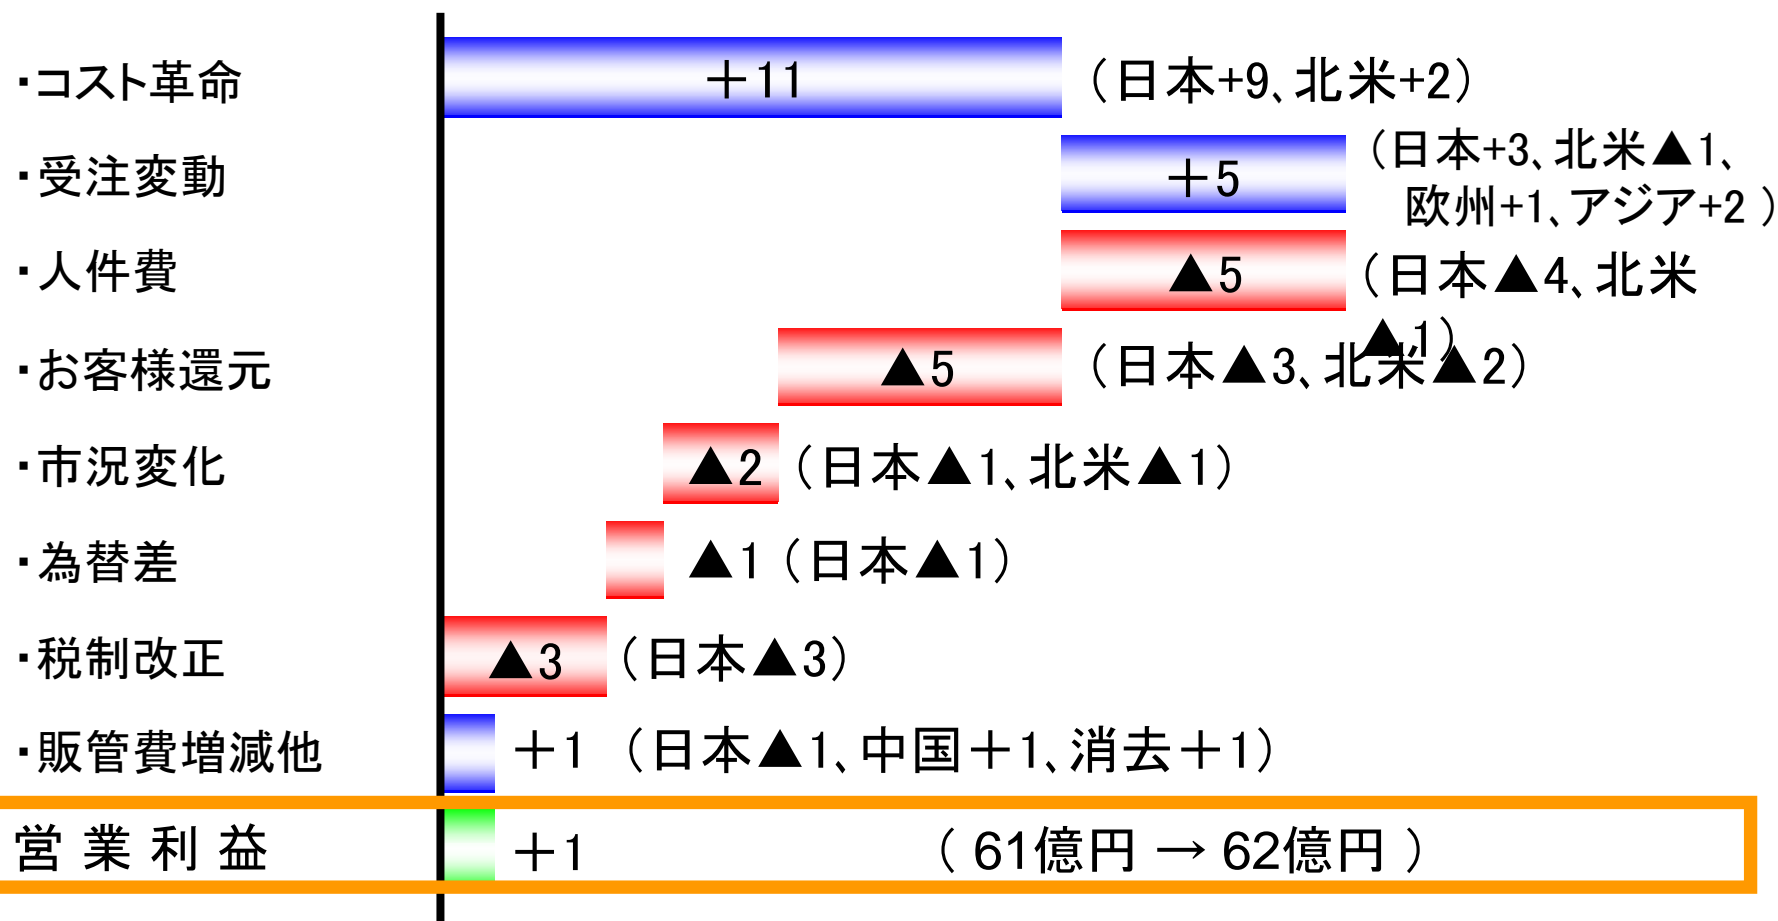 ・コスト革命 ＋11 （日本+9、北米+2）
・受注変動 ＋5 （日本+3、北米▲1、
欧州+1、アジア+2 ）
・人件費 ▲5 （日本▲4、北米
▲1）
・お客様還元 ▲5 （日本▲3、北米▲2）
・市況変化 ▲2 （日本▲1、北米▲1）
・為替差 ▲1（日本▲1）
・税制改正 ▲3 （日本▲3）
・販管費増減他 ＋1 （日本▲1、中国＋1、消去＋1）
営 業 利 益 ＋1 （ 61億円 → 62億円 ）